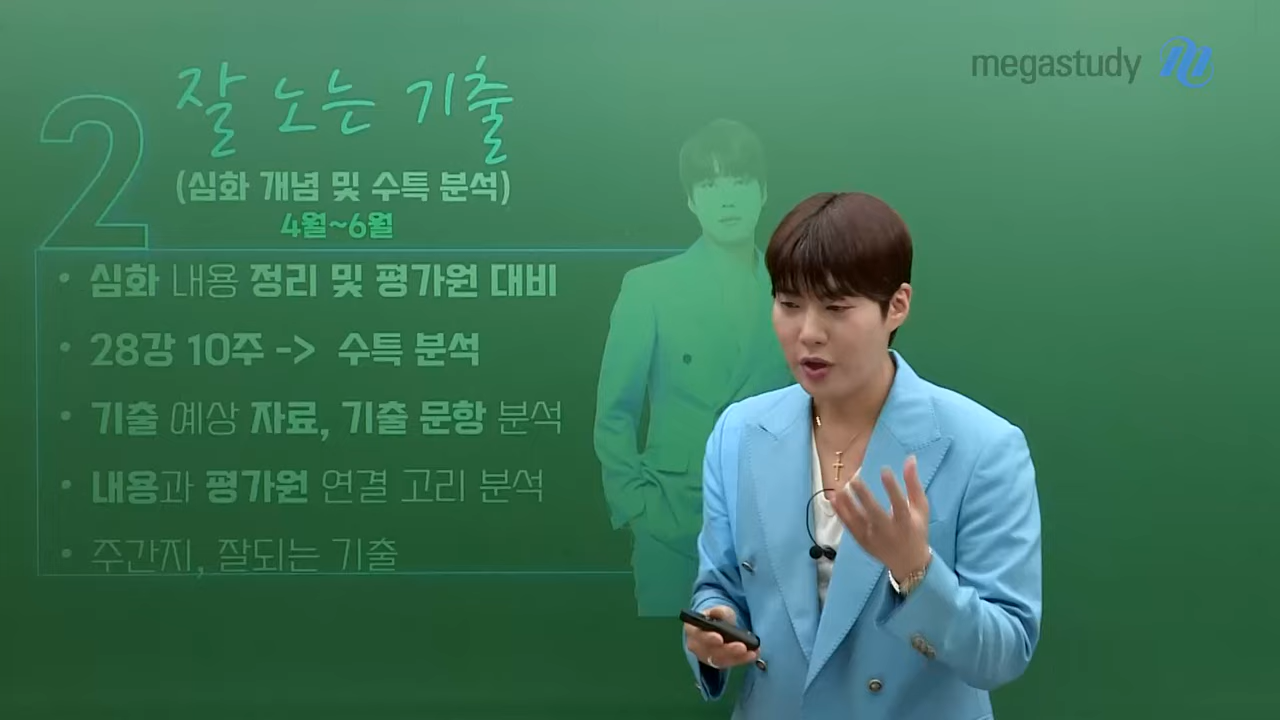 megastudy
2
잘 노는 기출
(심화 개념 및 수특 분석)
4월~6월
• 심화 내용 정리 및 평가원 대비
• 28강 10주 -> 수특 분석
• 기출 예상 자료, 기출 문항 분석
• 내용과 평가원 연결 고리 분석
• 주간지, 잘되는 기출